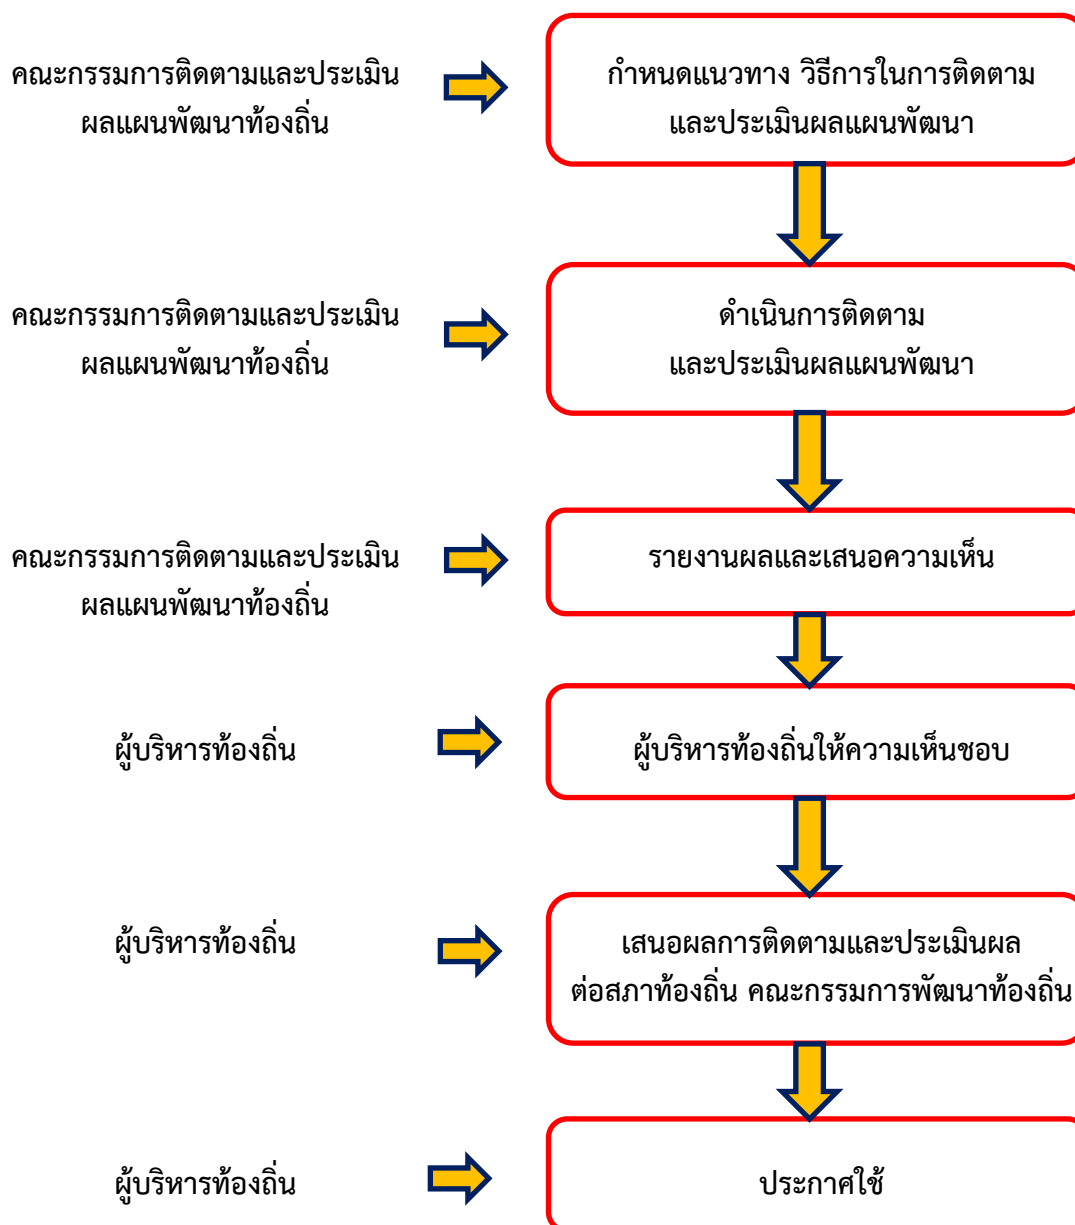 คณะกรรมการติดตามและประเมิน
ผลแผนพัฒนาท้องถิ่น
กำหนดแนวทาง วิธีการในการติดตาม
และประเมินผลแผนพัฒนา
คณะกรรมการติดตามและประเมิน
ผลแผนพัฒนาท้องถิ่น
ดำเนินการติดตาม
และประเมินผลแผนพัฒนา
คณะกรรมการติดตามและประเมิน
ผลแผนพัฒนาท้องถิ่น
รายงานผลและเสนอความเห็น
ผู้บริหารท้องถิ่น
ผู้บริหารท้องถิ่นให้ความเห็นชอบ
ผู้บริหารท้องถิ่น
เสนอผลการติดตามและประเมินผล
ต่อสภาท้องถิ่น คณะกรรมการพัฒนาท้องถิ่น
ผู้บริหารท้องถิ่น
ประกาศใช้